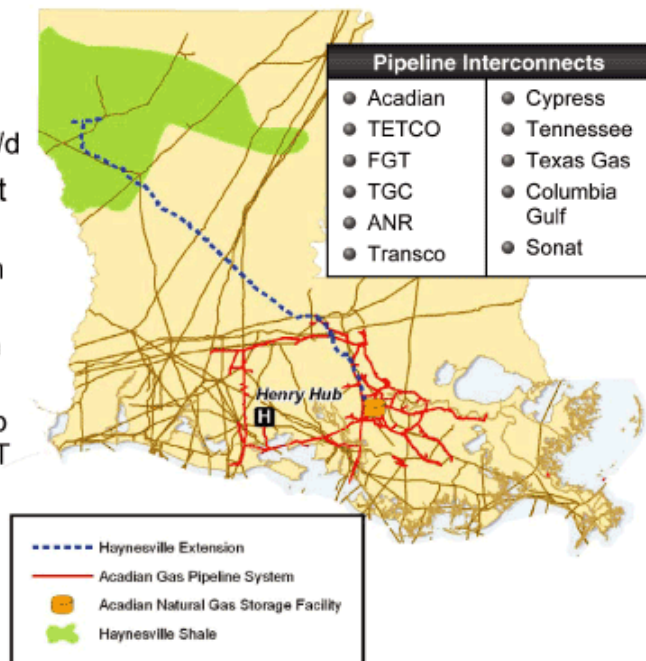 /d
t
n
Pipeline Interconnects
Acadian
TETCO
FGT
TGC
ANR
Transco
Cypress
Tennessee
Texas Gas
Columbia
Gulf
Sonat
Henry Hub
H
T
Haynesville Extension
Acadian Gas Pipeline System
Acadian Natural Gas Storage Facility
Haynesville Shale